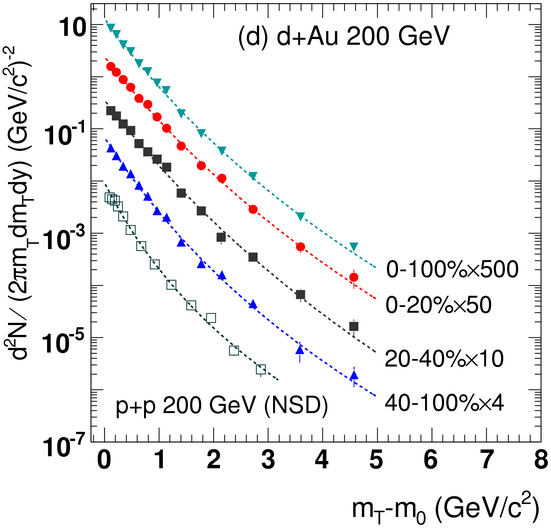 (d) d+Au 200 GeV
d²N / (2πm_T dm_T dy) (GeV/c²)⁻²
10
10⁻¹
10⁻³
10⁻⁵
10⁻⁷
0-100%×500
0-20%×50
20-40%×10
40-100%×4
p+p 200 GeV (NSD)
0 1 2 3 4 5 6 7 8
m_T-m_0 (GeV/c²)